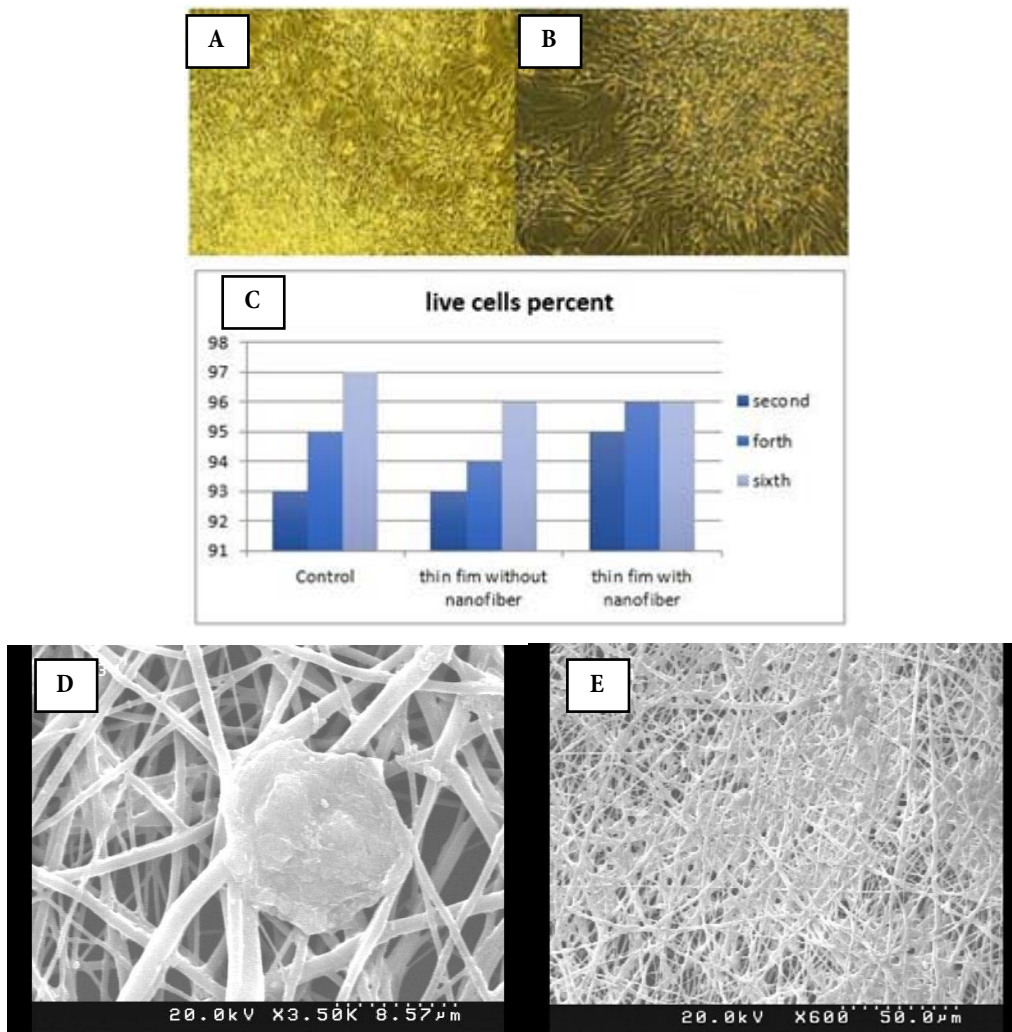 A
B
C
live cells percent
98
97
96
95
94
93
92
91
second
forth
sixth
Control
thin fim without
nanofiber
thin fim with
nanofiber
D
E
20.0kV X3.50K 8.57µm
20.0kV X600 50.0µm